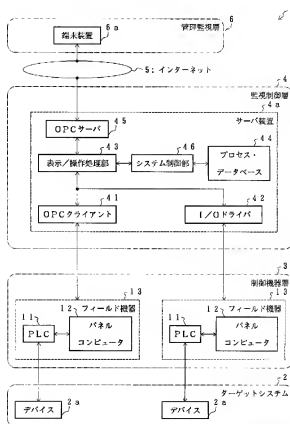 管理監視層
6
6a
端末装置
5:インターネット
監視制御層
4
4a
サーバ装置
45
OPCサーバ
43
表示/操作処理部
46
システム制御部
44
プロセス・
データベース
41
OPCクライアント
42
I/Oドライバ
3
制御機器層
13
フィールド機器
11
PLC
12
パネル
コンピュータ
13
フィールド機器
11
PLC
12
パネル
コンピュータ
2
ターゲットシステム
デバイス
2a
デバイス
2a